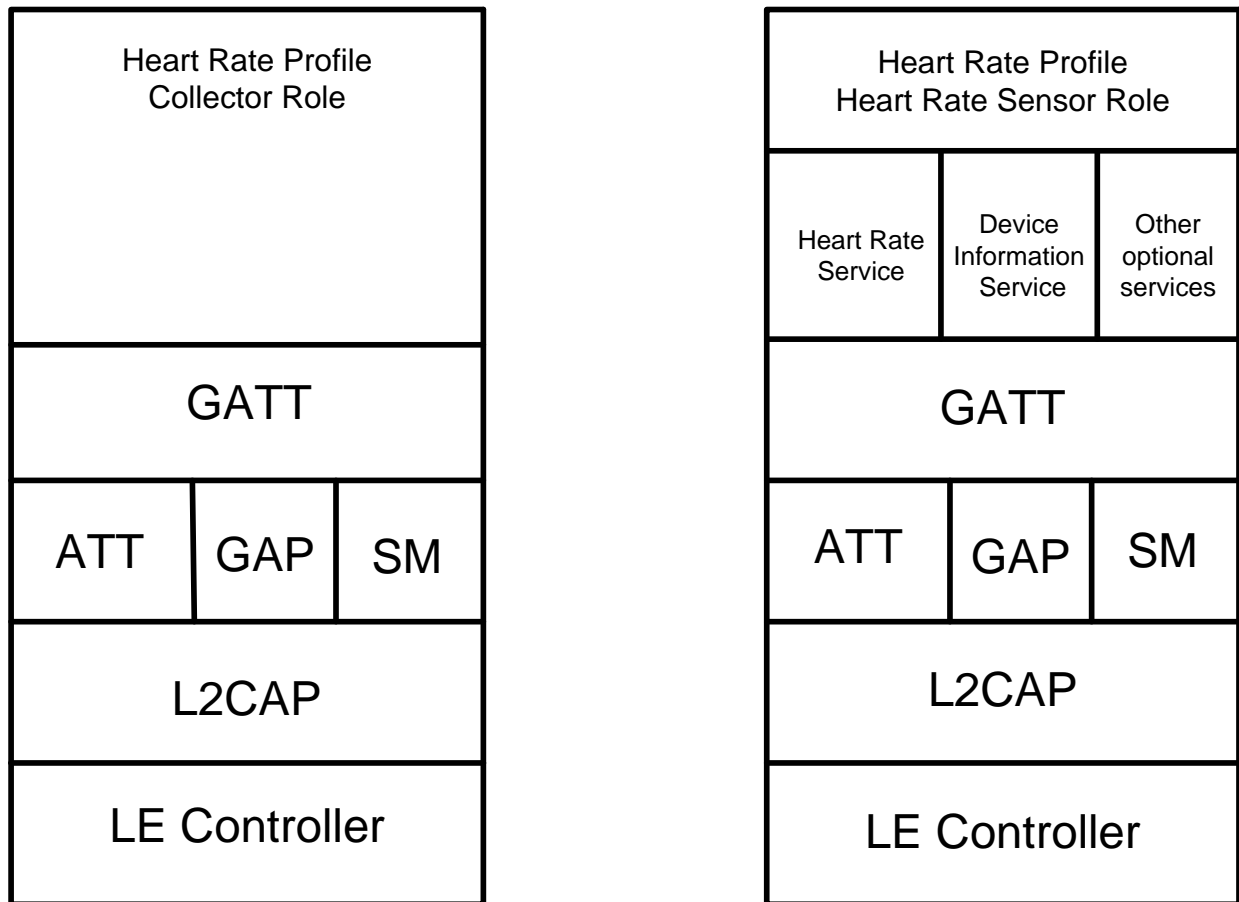 Heart Rate Profile
Collector Role
GATT
ATT
GAP
SM
L2CAP
LE Controller
Heart Rate Profile
Heart Rate Sensor Role
Heart Rate
Service
Device
Information
Service
Other
optional
services
GATT
ATT
GAP
SM
L2CAP
LE Controller